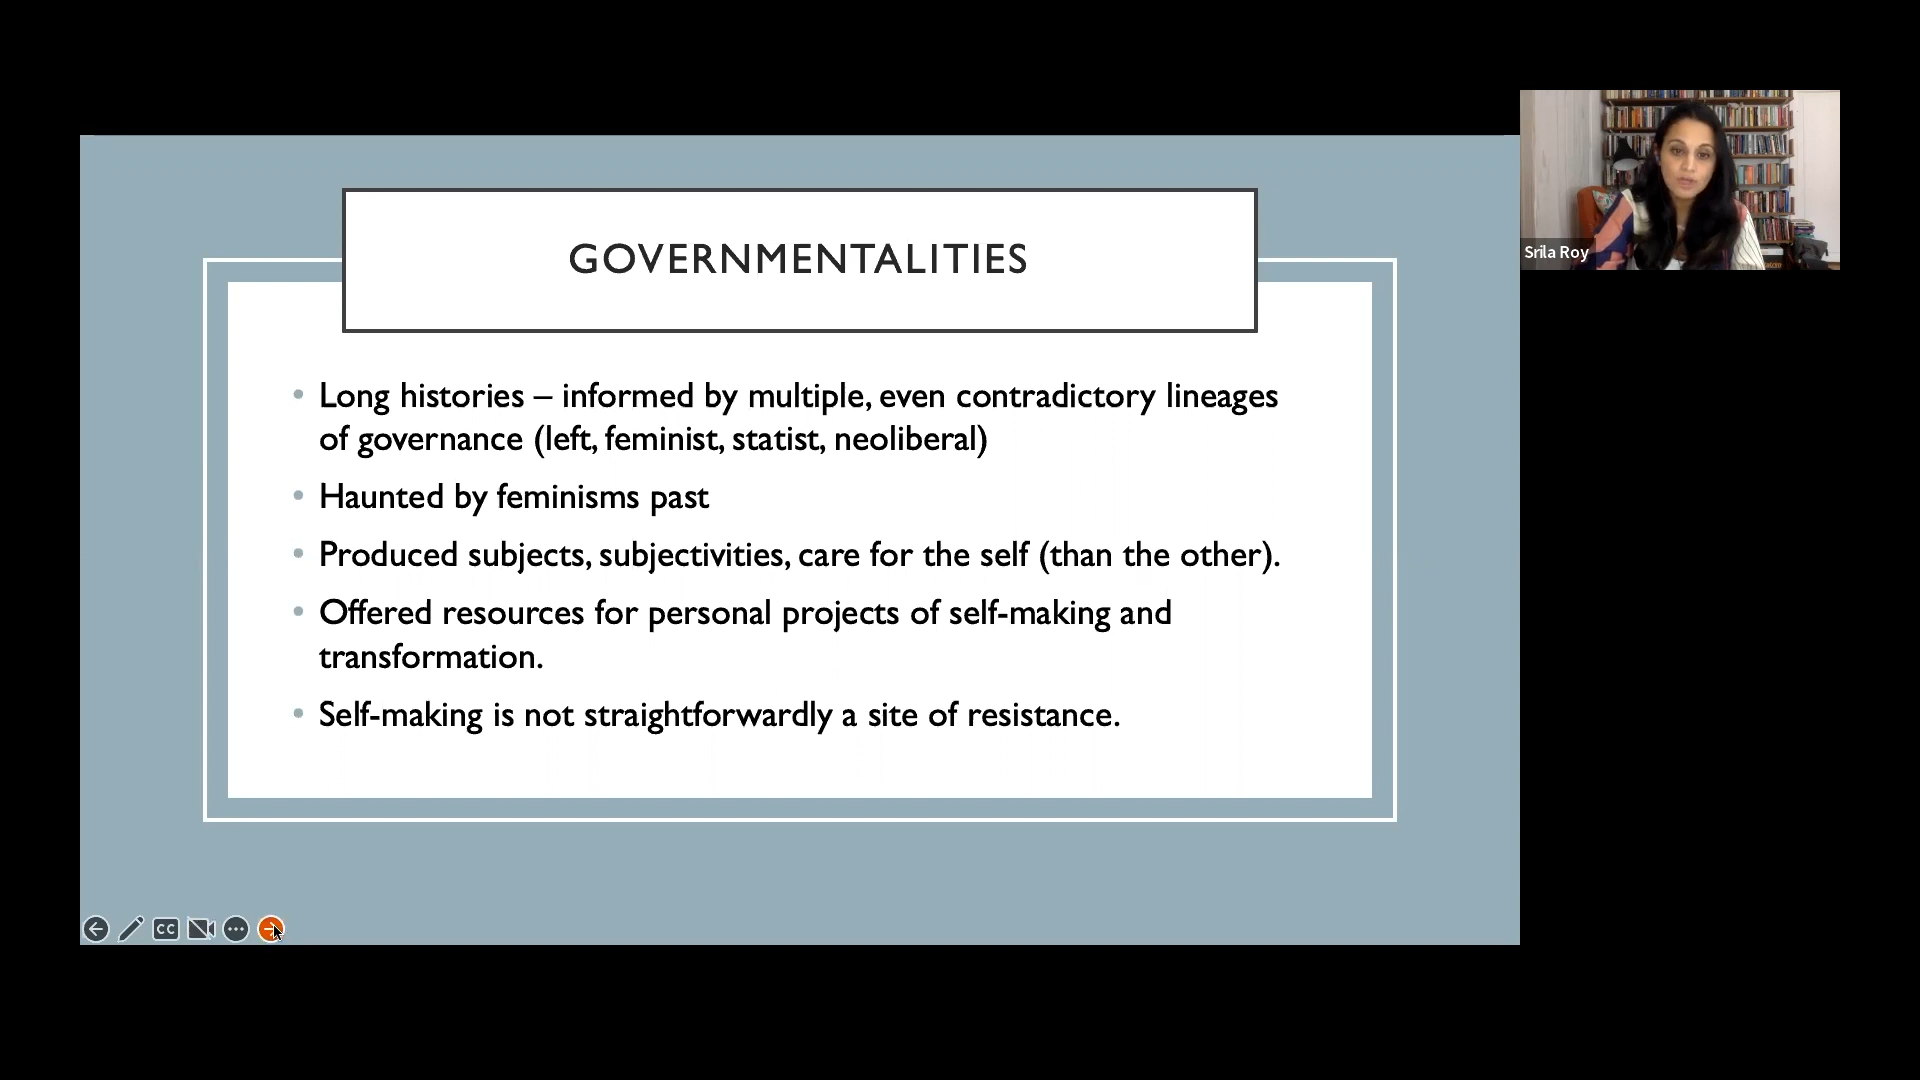 GOVERNMENTALITIES
• Long histories – informed by multiple, even contradictory lineages
of governance (left, feminist, statist, neoliberal)
• Haunted by feminisms past
• Produced subjects, subjectivities, care for the self (than the other).
• Offered resources for personal projects of self-making and
transformation.
• Self-making is not straightforwardly a site of resistance.
Srila Roy
CC